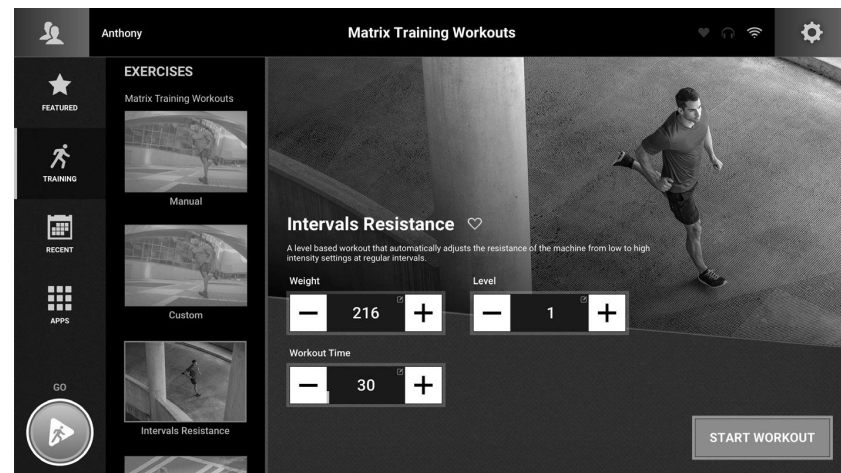 Anthony
Matrix Training Workouts
FEATURED
TRAINING
RECENT
APPS
GO
EXERCISES
Matrix Training Workouts
Manual
Custom
Intervals Resistance
Intervals Resistance
A level based workout that automatically adjusts the resistance of the machine from low to high
intensity settings at regular intervals.
Weight
Level
216
1
Workout Time
30
START WORKOUT